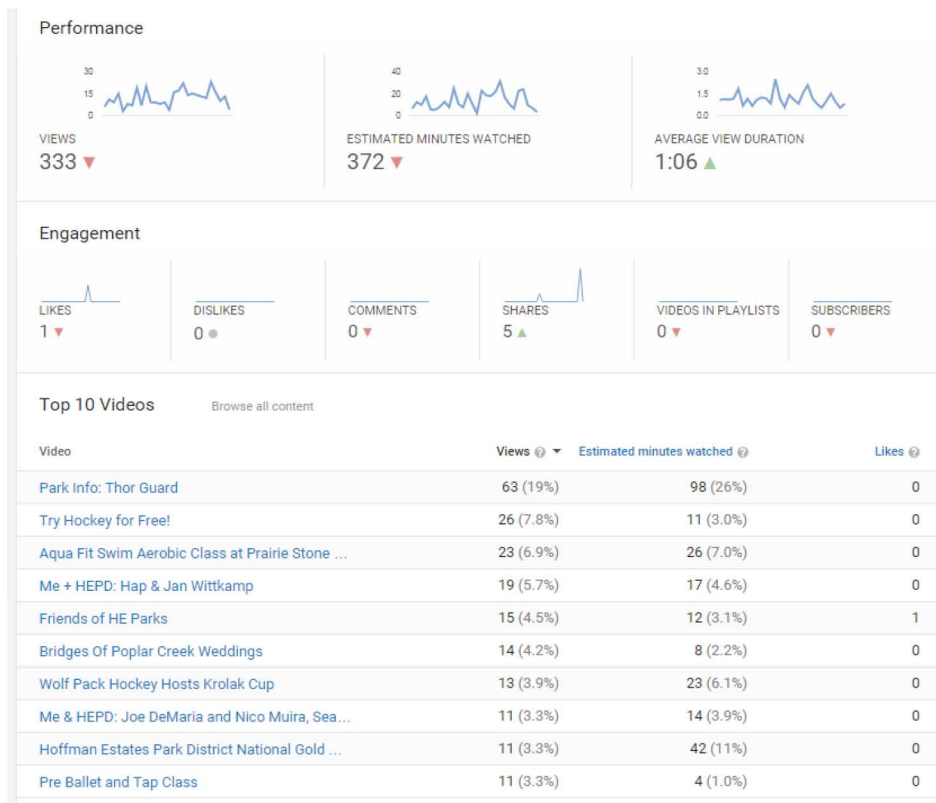 Performance
30
15
0
40
20
0
3.0
1.5
0.0
VIEWS
333
ESTIMATED MINUTES WATCHED
372
AVERAGE VIEW DURATION
1:06
Engagement
LIKES
1
DISLIKES
0
COMMENTS
0
SHARES
5
VIDEOS IN PLAYLISTS
0
SUBSCRIBERS
0
Top 10 Videos Browse all content
Video Views ? Estimated minutes watched ? Likes ?
Park Info: Thor Guard 63 (19%) 98 (26%) 0
Try Hockey for Free! 26 (7.8%) 11 (3.0%) 0
Aqua Fit Swim Aerobic Class at Prairie Stone ... 23 (6.9%) 26 (7.0%) 0
Me + HEPD: Hap & Jan Wittkamp 19 (5.7%) 17 (4.6%) 0
Friends of HE Parks 15 (4.5%) 12 (3.1%) 1
Bridges Of Poplar Creek Weddings 14 (4.2%) 8 (2.2%) 0
Wolf Pack Hockey Hosts Krolak Cup 13 (3.9%) 23 (6.1%) 0
Me & HEPD: Joe DeMaria and Nico Muira, Sea... 11 (3.3%) 14 (3.9%) 0
Hoffman Estates Park District National Gold ... 11 (3.3%) 42 (11%) 0
Pre Ballet and Tap Class 11 (3.3%) 4 (1.0%) 0